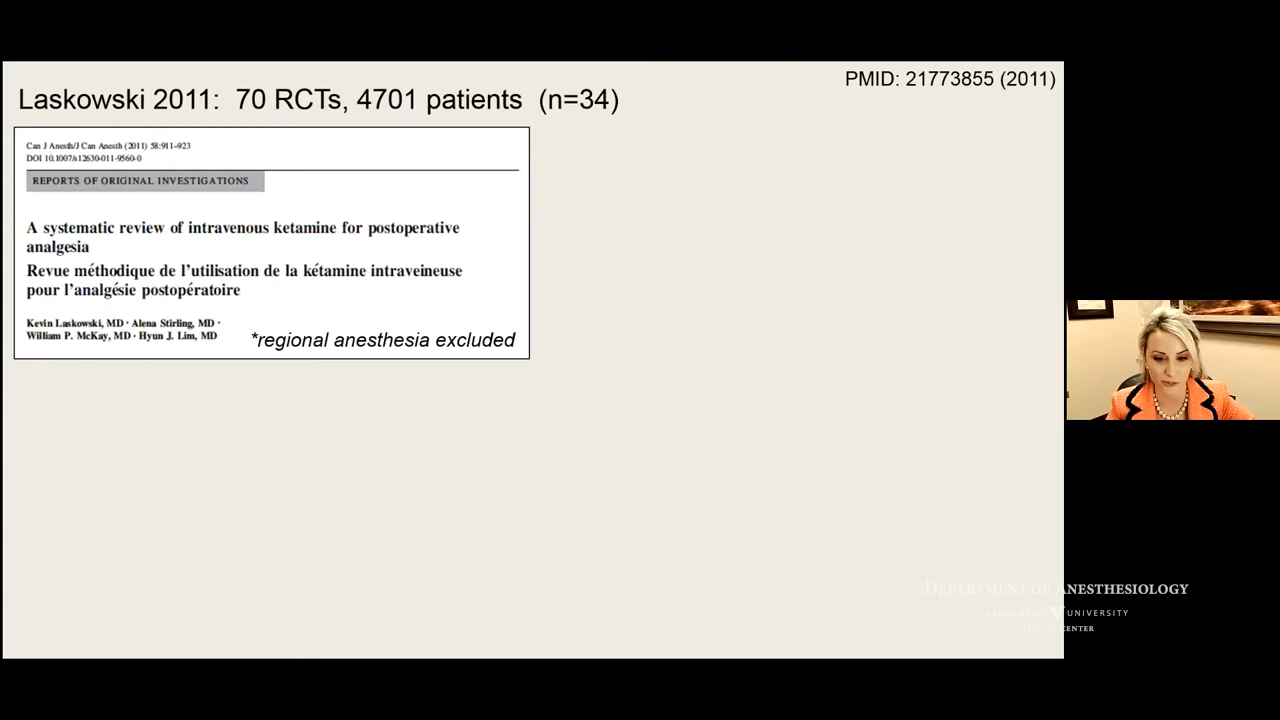 PMID: 21773855 (2011)
Laskowski 2011:  70 RCTs, 4701 patients  (n=34)
Can J Anesth/J Can Anesth (2011) 58:911–923
DOI 10.1007/s12630-011-9560-0
REPORTS OF ORIGINAL INVESTIGATIONS
A systematic review of intravenous ketamine for postoperative
analgesia
Revue méthodique de l'utilisation de la kétamine intraveineuse
pour l'analgésie postopératoire
Kevin Laskowski, MD · Alena Stirling, MD ·
William P. McKay, MD · Hyun J. Lim, MD
*regional anesthesia excluded
DEPARTMENT OF ANESTHESIOLOGY
VANDERBILT V UNIVERSITY
MEDICAL CENTER